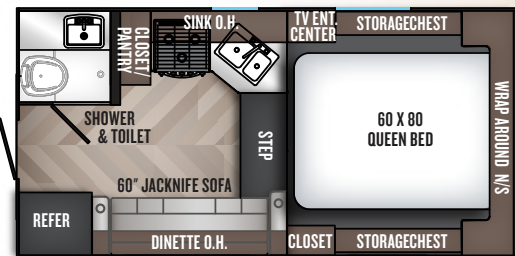 SINK O.H.
TV ENT.
CENTER
STORAGECHEST
CLOSET/
PANTRY
SHOWER
& TOILET
STEP
60 X 80
QUEEN BED
WRAP AROUND N/S
60" JACKNIFE SOFA
REFER
DINETTE O.H.
CLOSET
STORAGECHEST